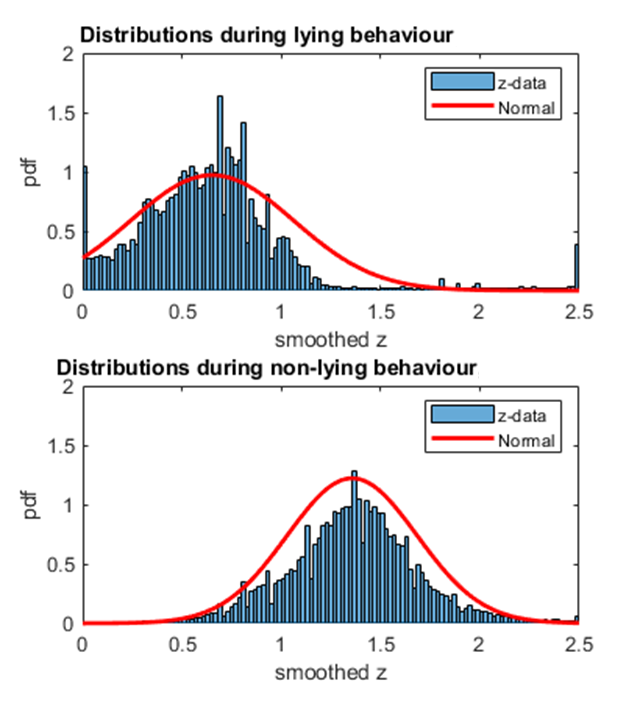 Distributions during lying behaviour
2
1.5
1
0.5
0
pdf
z-data
Normal
0 0.5 1 1.5 2 2.5
smoothed z
Distributions during non-lying behaviour
2
1.5
1
0.5
0
pdf
z-data
Normal
0 0.5 1 1.5 2 2.5
smoothed z